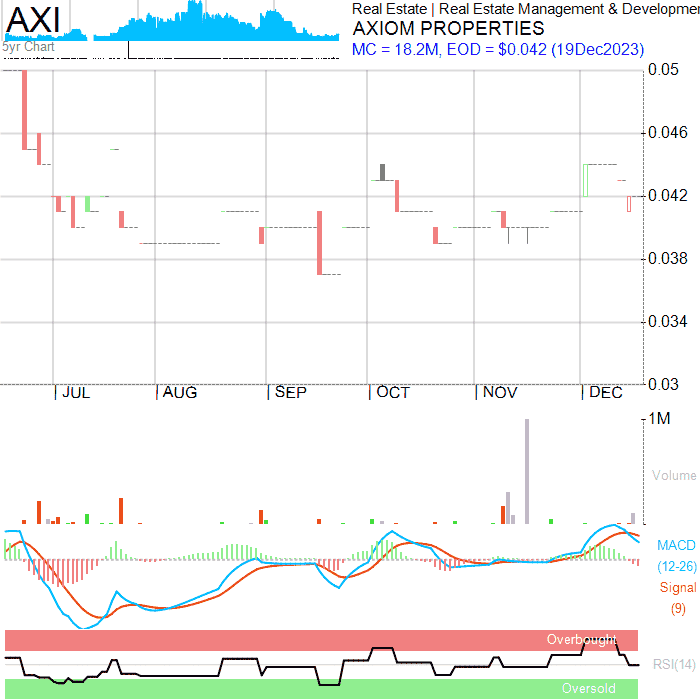 AXI
5yr Chart
Real Estate | Real Estate Management & Developmen
AXIOM PROPERTIES
MC = 18.2M, EOD = $0.042 (19Dec2023)
0.05
0.046
0.042
0.038
0.034
0.03
JUL AUG SEP OCT NOV DEC
1M
Volume
MACD
(12-26)
Signal
(9)
Overbought
RSI(14)
Oversold